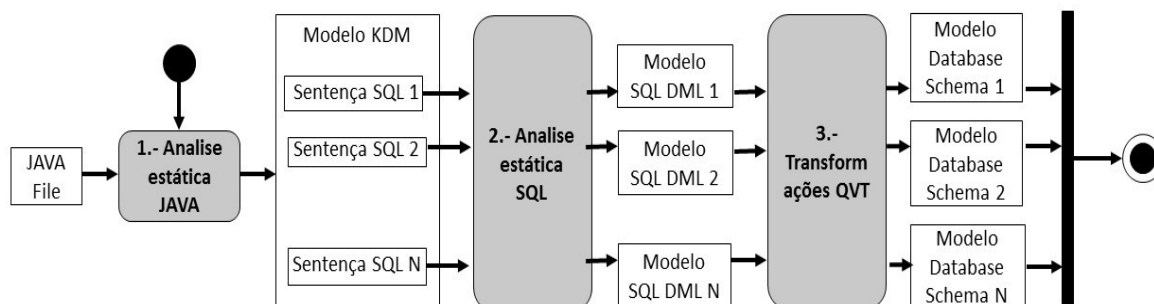 JAVA
File
1.- Analise
estática
JAVA
Modelo KDM
Sentença SQL 1
Sentença SQL 2
Sentença SQL N
2.- Analise
estática
SQL
Modelo
SQL DML 1
Modelo
SQL DML 2
Modelo
SQL DML N
3.-
Transform
ações QVT
Modelo
Database
Schema 1
Modelo
Database
Schema 2
Modelo
Database
Schema N